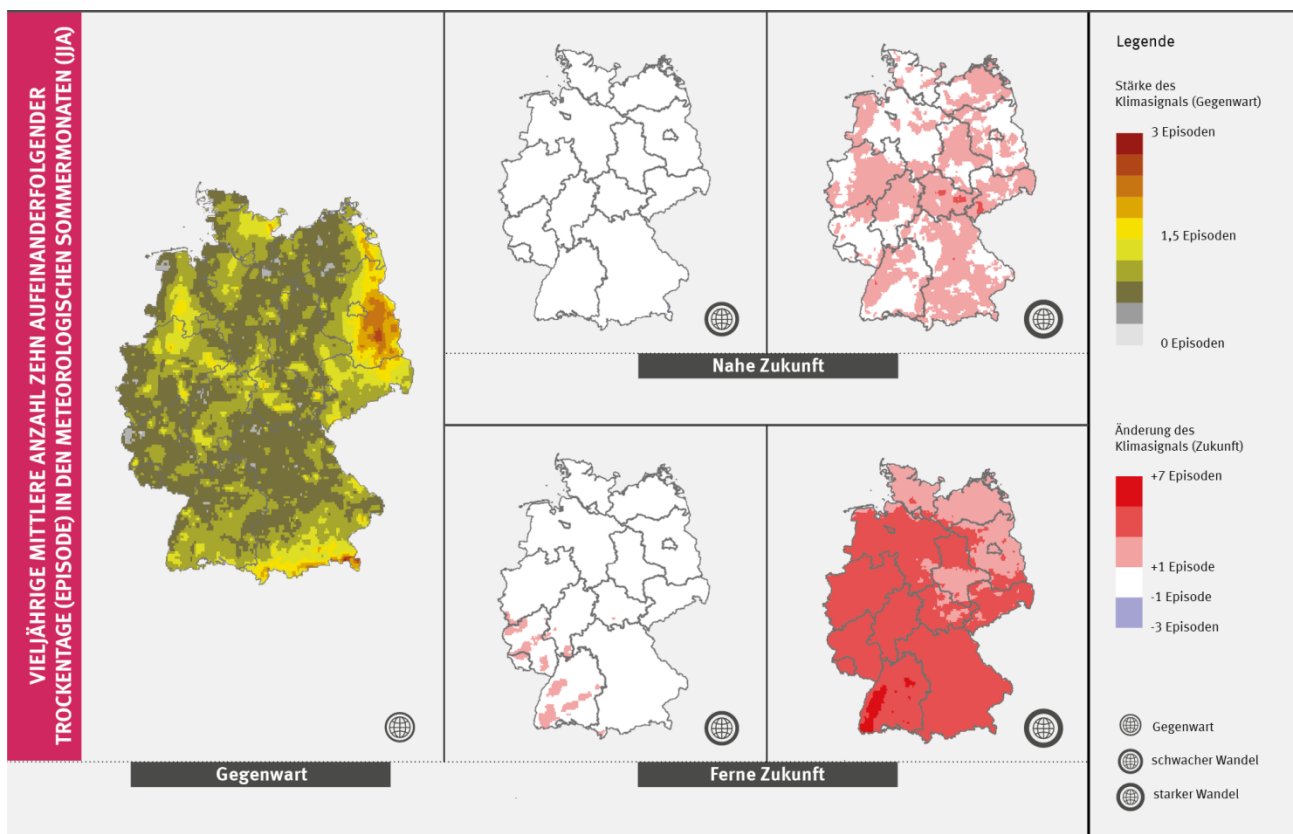 VIELJÄHRIGE MITTLERE ANZAHL ZEHN AUFEINANDERFOLGENDER
TROCKENTAGE (EPISODE) IN DEN METEOROLOGISCHEN SOMMERMONATEN (JJA)
Gegenwart
Nahe Zukunft
Ferne Zukunft
Legende
Stärke des
Klimasignals (Gegenwart)
3 Episoden
1,5 Episoden
0 Episoden
Änderung des
Klimasignals (Zukunft)
+7 Episoden
+1 Episode
-1 Episode
-3 Episoden
Gegenwart
schwacher Wandel
starker Wandel